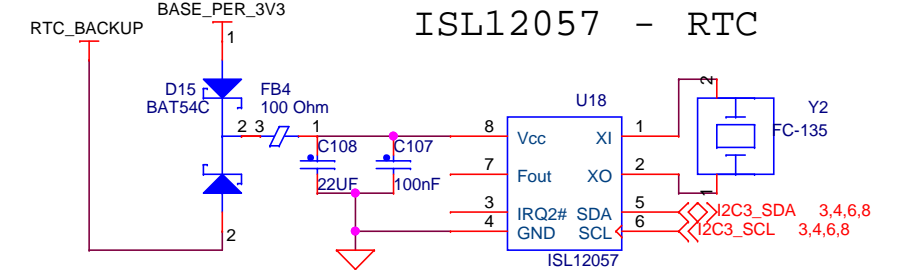 BASE_PER_3V3
ISL12057 - RTC
RTC_BACKUP
1
D15
BAT54C
FB4
100 Ohm
2 3
1
C108
22UF
C107
100nF
2
U18
8
Vcc
XI
1
7
Fout
XO
2
3
IRQ2#
SDA
5
4
GND
SCL
6
ISL12057
2
Y2
FC-135
1
I2C3_SDA 3,4,6,8
I2C3_SCL 3,4,6,8